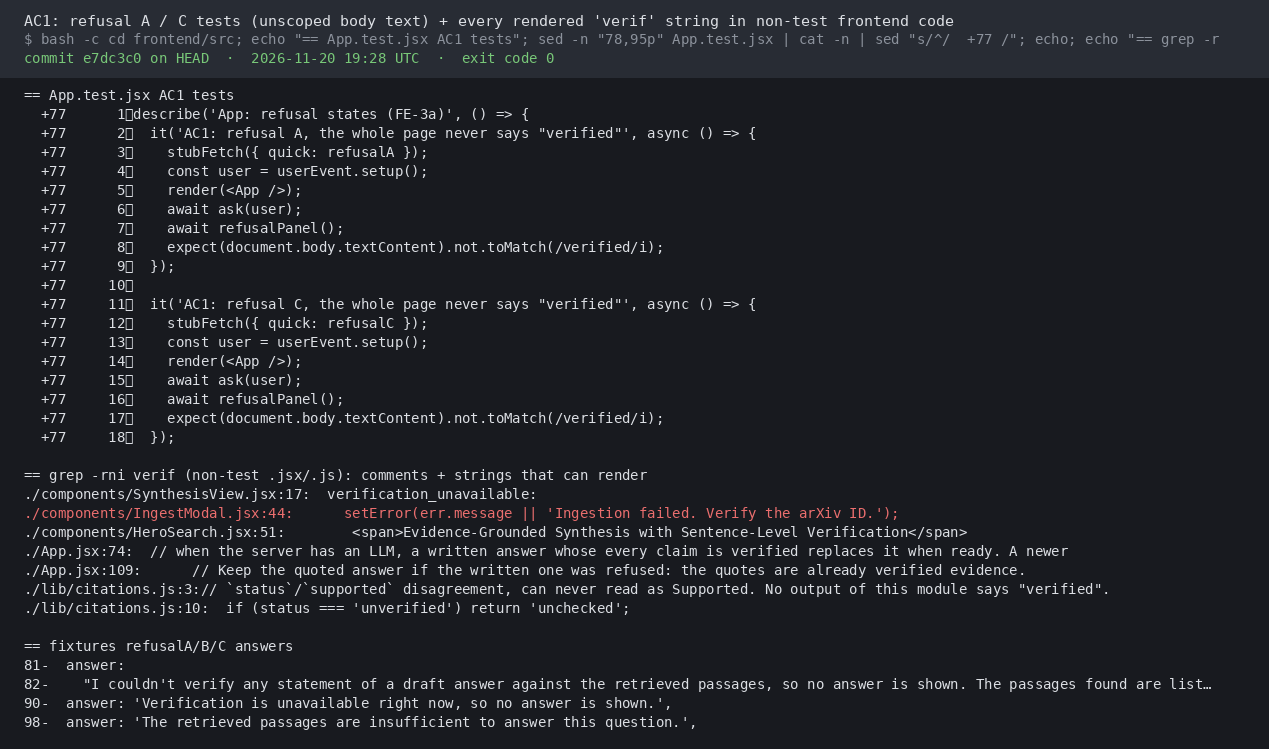 AC1: refusal A / C tests (unscoped body text) + every rendered 'verif' string in non-test frontend code
$ bash -c cd frontend/src; echo "== App.test.jsx AC1 tests"; sed -n "78,95p" App.test.jsx | cat -n | sed "s/^/  +77 /"; echo; echo "== grep -r
commit e7dc3c0 on HEAD  ·  2026-11-20 19:28 UTC  ·  exit code 0
== App.test.jsx AC1 tests
  +77      1describe('App: refusal states (FE-3a)', () => {
  +77      2  it('AC1: refusal A, the whole page never says "verified"', async () => {
  +77      3    stubFetch({ quick: refusalA });
  +77      4    const user = userEvent.setup();
  +77      5    render(<App />);
  +77      6    await ask(user);
  +77      7    await refusalPanel();
  +77      8    expect(document.body.textContent).not.toMatch(/verified/i);
  +77      9  });
  +77     10
  +77     11  it('AC1: refusal C, the whole page never says "verified"', async () => {
  +77     12    stubFetch({ quick: refusalC });
  +77     13    const user = userEvent.setup();
  +77     14    render(<App />);
  +77     15    await ask(user);
  +77     16    await refusalPanel();
  +77     17    expect(document.body.textContent).not.toMatch(/verified/i);
  +77     18  });
== grep -rni verif (non-test .jsx/.js): comments + strings that can render
./components/SynthesisView.jsx:17:  verification_unavailable:
./components/IngestModal.jsx:44:      setError(err.message || 'Ingestion failed. Verify the arXiv ID.');
./components/HeroSearch.jsx:51:        <span>Evidence-Grounded Synthesis with Sentence-Level Verification</span>
./App.jsx:74:  // when the server has an LLM, a written answer whose every claim is verified replaces it when ready. A newer
./App.jsx:109:      // Keep the quoted answer if the written one was refused: the quotes are already verified evidence.
./lib/citations.js:3:// `status`/`supported` disagreement, can never read as Supported. No output of this module says "verified".
./lib/citations.js:10:  if (status === 'unverified') return 'unchecked';
== fixtures refusalA/B/C answers
81-  answer:
82-    "I couldn't verify any statement of a draft answer against the retrieved passages, so no answer is shown. The passages found are list…
90-  answer: 'Verification is unavailable right now, so no answer is shown.',
98-  answer: 'The retrieved passages are insufficient to answer this question.',